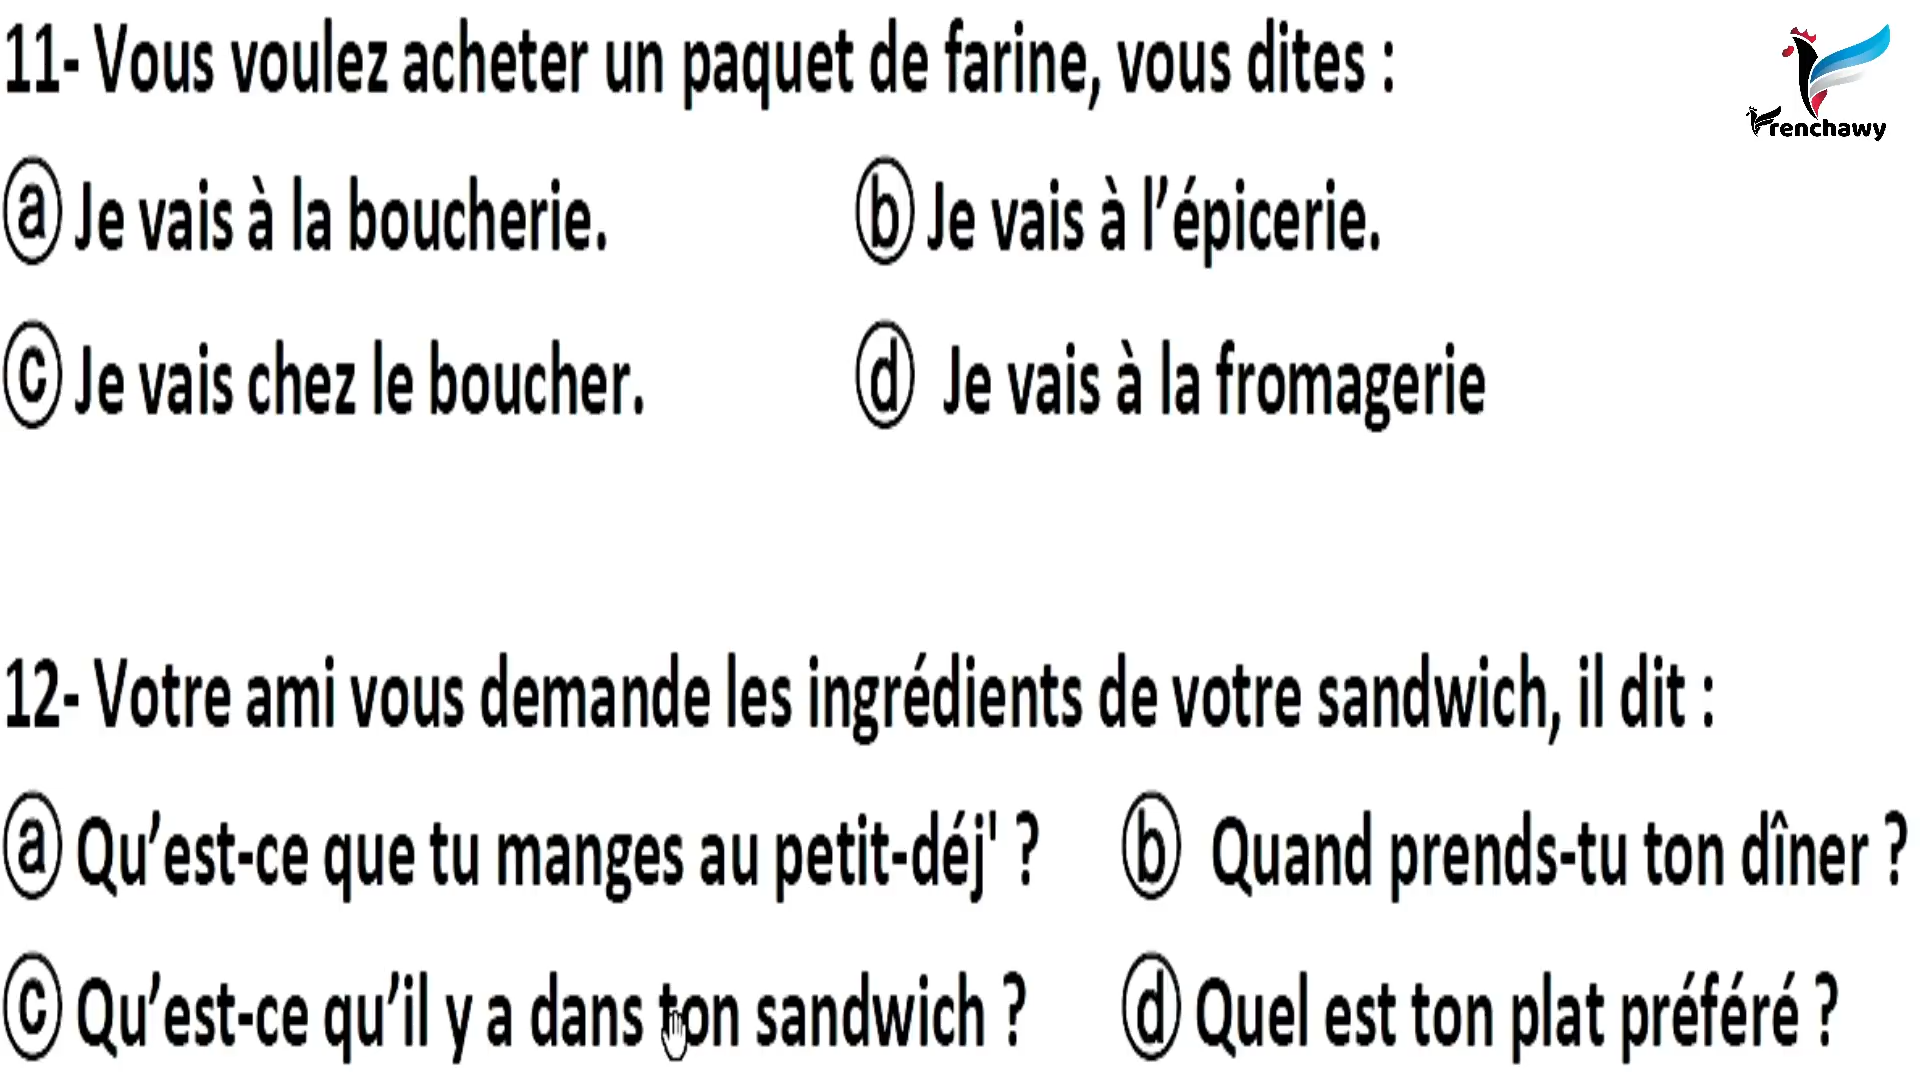 11- Vous voulez acheter un paquet de farine, vous dites :
Frenchawy
ⓐ Je vais à la boucherie. ⓑ Je vais à l’épicerie.
ⓒ Je vais chez le boucher. ⓓ Je vais à la fromagerie
12- Votre ami vous demande les ingrédients de votre sandwich, il dit :
ⓐ Qu’est-ce que tu manges au petit-déj' ? ⓑ Quand prends-tu ton dîner ?
ⓒ Qu’est-ce qu’il y a dans ton sandwich ? ⓓ Quel est ton plat préféré ?